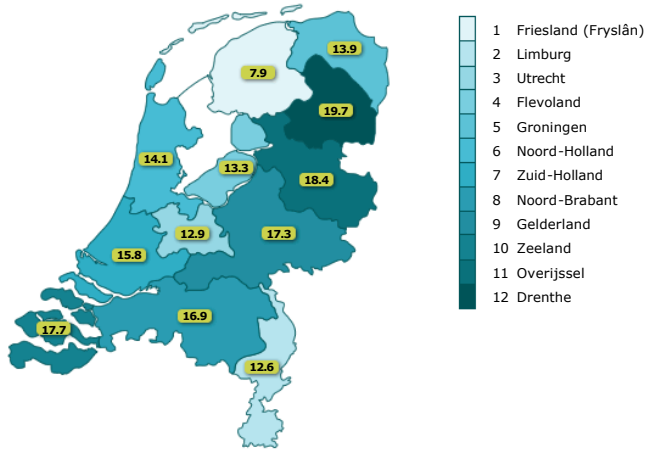 13.9
7.9
19.7
14.1
13.3
18.4
12.9
17.3
15.8
16.9
17.7
12.6
1 Friesland (Fryslân)
2 Limburg
3 Utrecht
4 Flevoland
5 Groningen
6 Noord-Holland
7 Zuid-Holland
8 Noord-Brabant
9 Gelderland
10 Zeeland
11 Overijssel
12 Drenthe